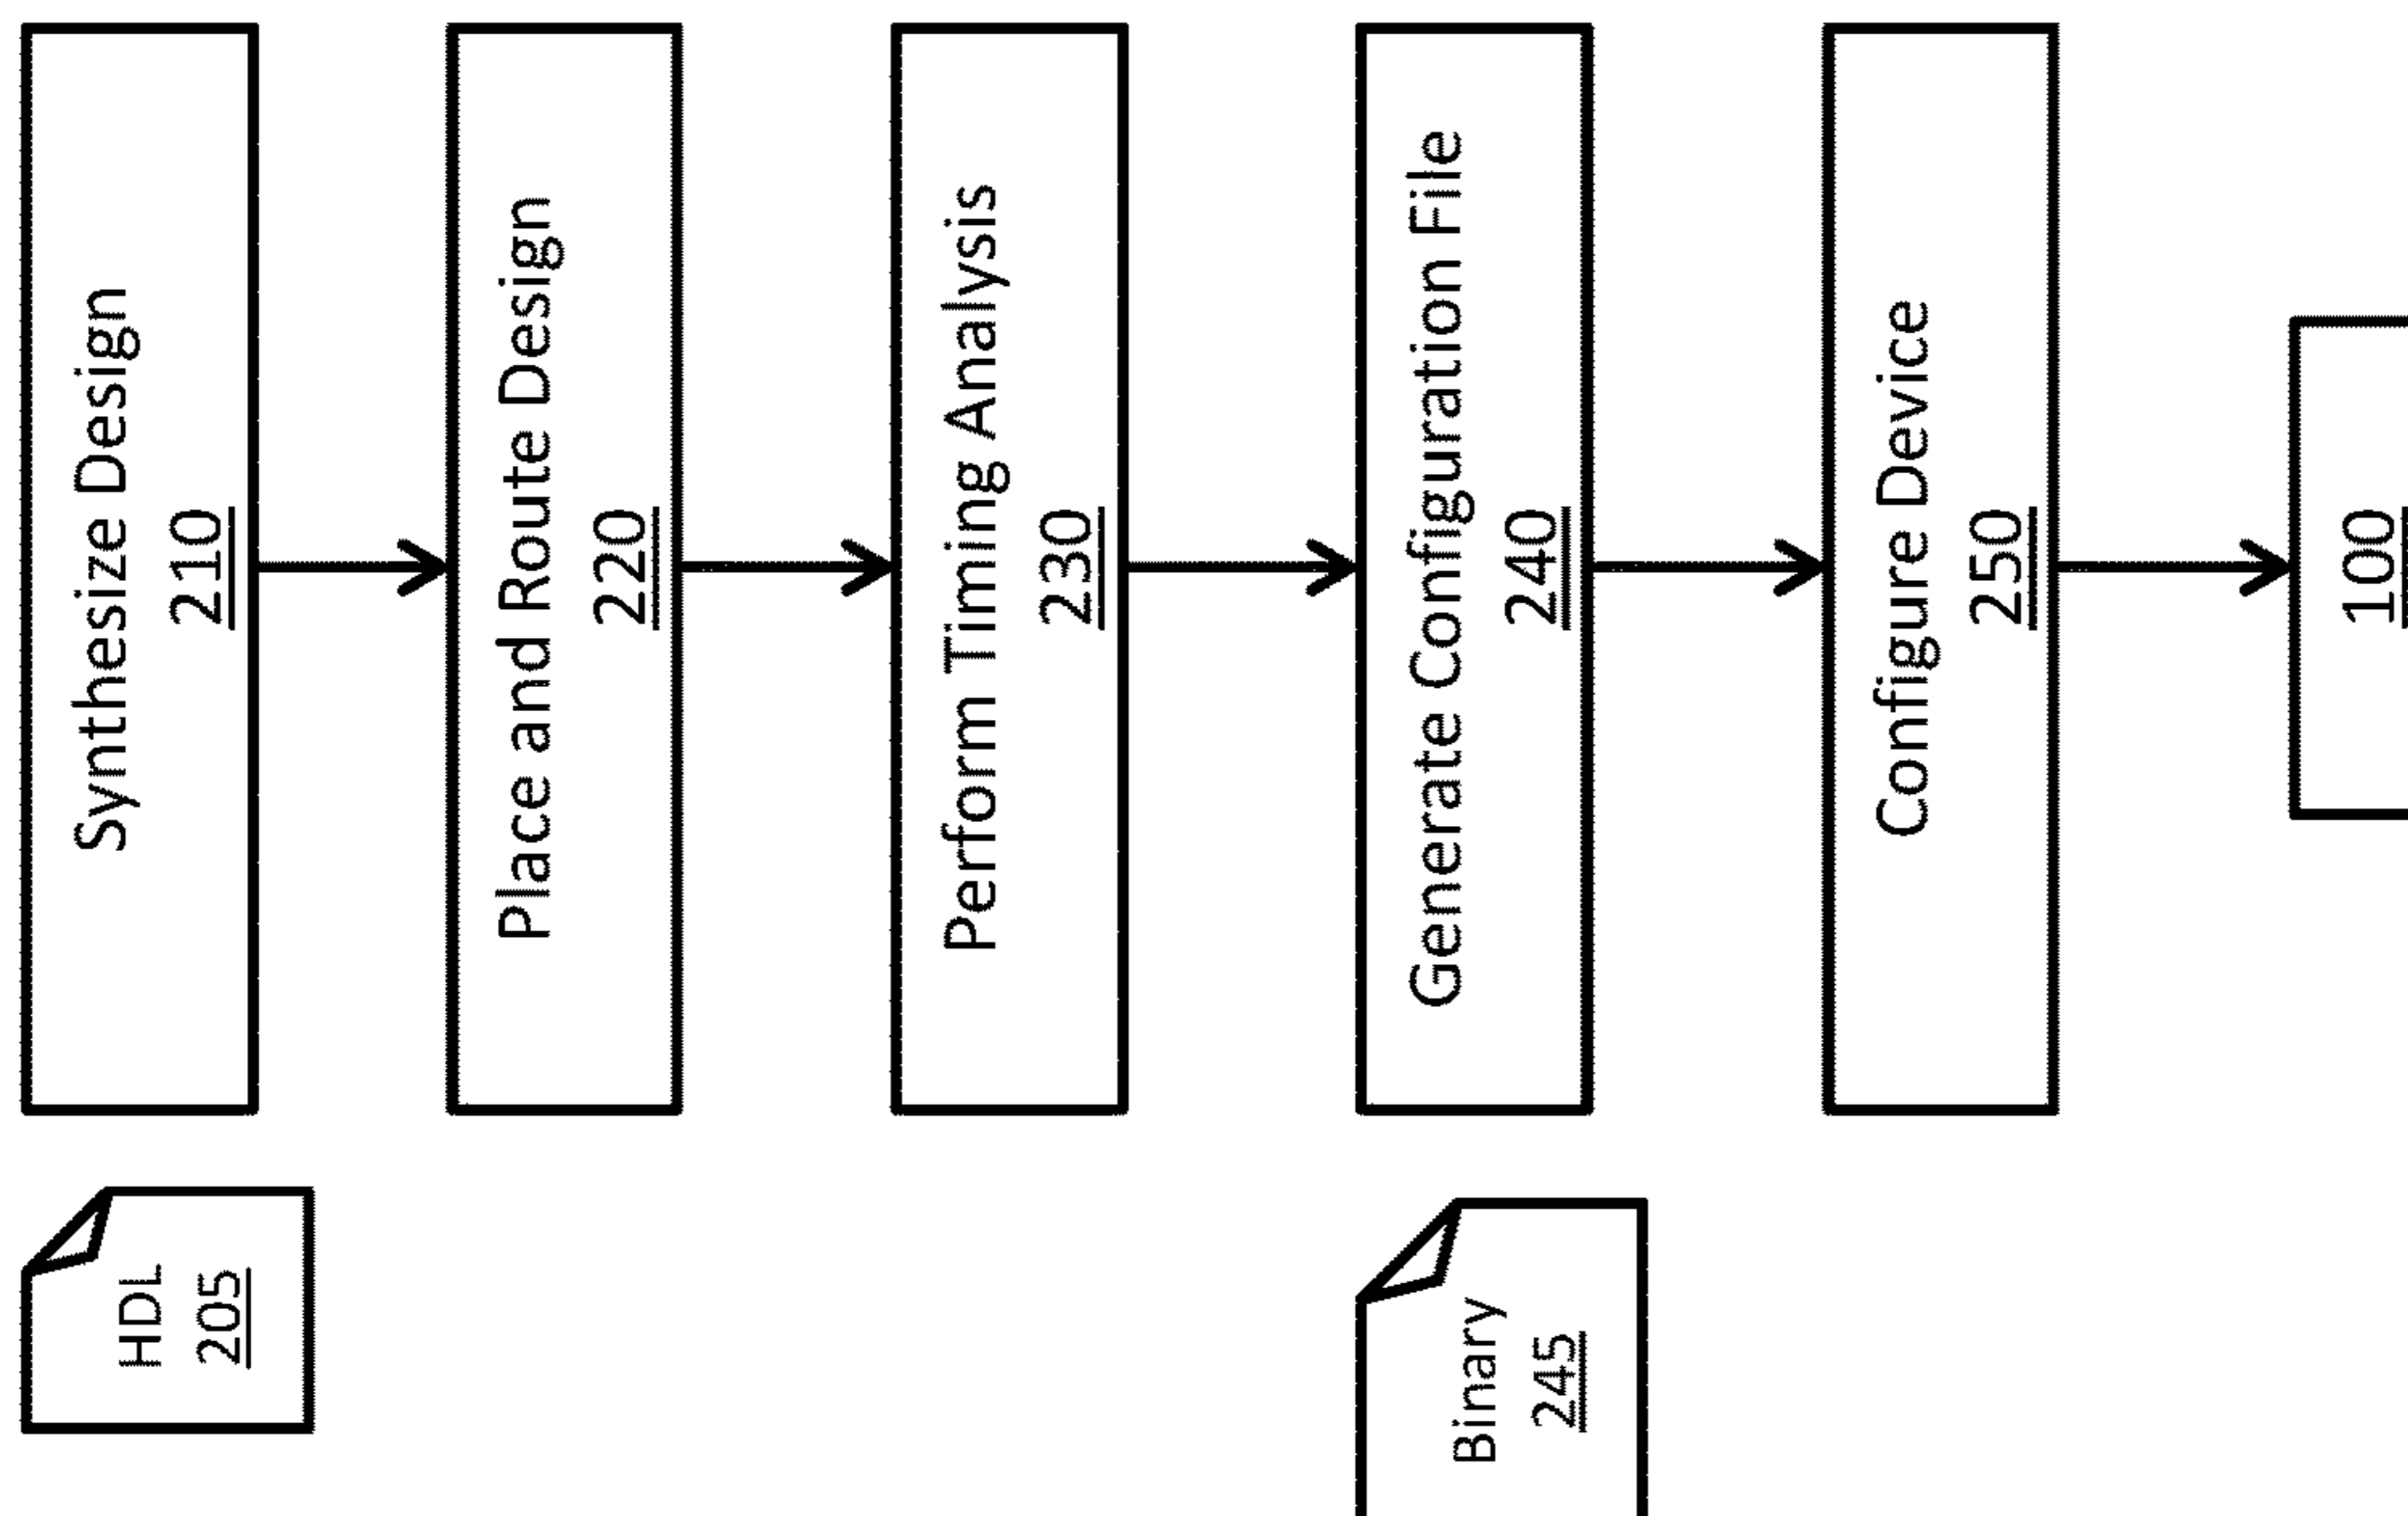 Synthesize Design
210
HDL
205
Place and Route Design
220
Perform Timing Analysis
230
Generate Configuration File
240
Binary
245
Configure Device
250
100